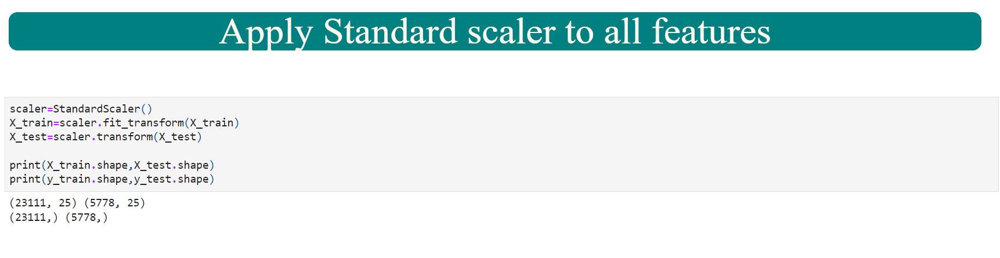 Apply Standard scaler to all features
scaler=StandardScaler()
X_train=scaler.fit_transform(X_train)
X_test=scaler.transform(X_test)
print(X_train.shape,X_test.shape)
print(y_train.shape,y_test.shape)
(23111, 25) (5778, 25)
(23111,) (5778,)